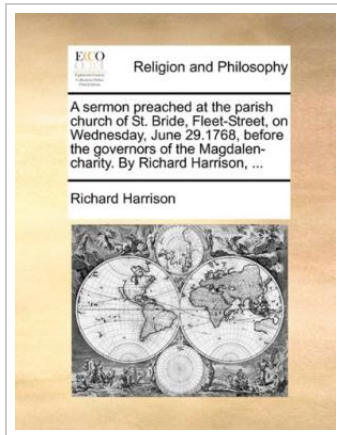 ECCO
Religion and Philosophy
A sermon preached at the parish
church of St. Bride, Fleet-Street, on
Wednesday, June 29.1768, before
the governors of the Magdalen-
charity. By Richard Harrison, ...
Richard Harrison